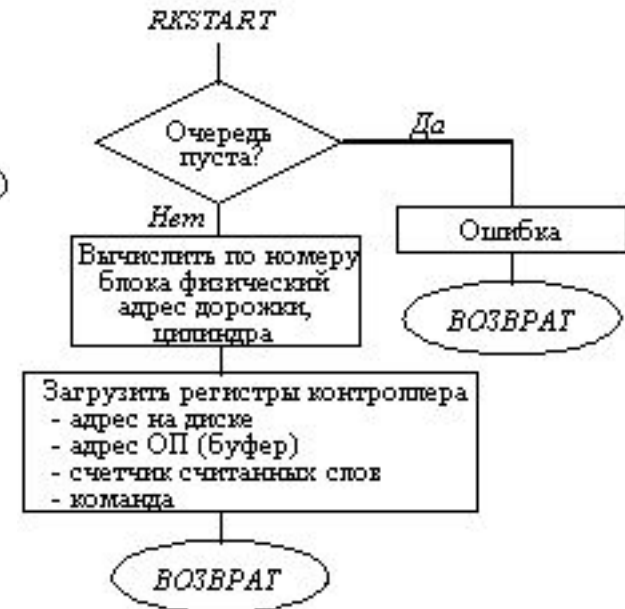 RKSTART
Очередь
пуста?
Да
Нет
Ошибка
ВОЗВРАТ
Вычислить по номеру
блока физический
адрес дорожки,
цилиндра
Загрузить регистры контроллера
- адрес на диске
- адрес ОП (буфер)
- счетчик считанных слов
- команда
ВОЗВРАТ